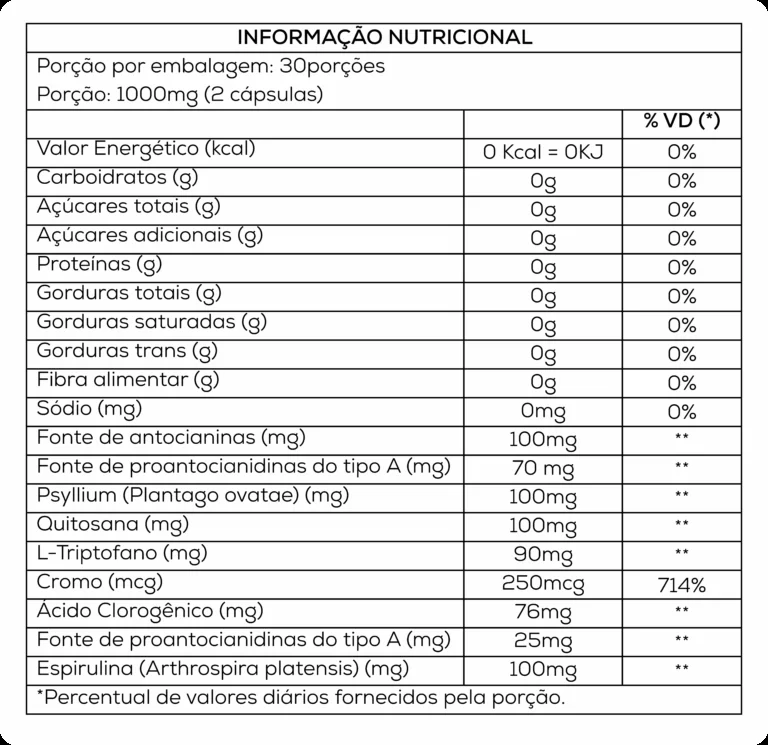 INFORMAÇÃO NUTRICIONAL
Porção por embalagem: 30porções
Porção: 1000mg (2 cápsulas)
% VD (*)
Valor Energético (kcal) 0 Kcal = 0KJ 0%
Carboidratos (g) 0g 0%
Açúcares totais (g) 0g 0%
Açúcares adicionais (g) 0g 0%
Proteínas (g) 0g 0%
Gorduras totais (g) 0g 0%
Gorduras saturadas (g) 0g 0%
Gorduras trans (g) 0g 0%
Fibra alimentar (g) 0g 0%
Sódio (mg) 0mg 0%
Fonte de antocianinas (mg) 100mg **
Fonte de proantocianidinas do tipo A (mg) 70 mg **
Psyllium (Plantago ovatae) (mg) 100mg **
Quitosana (mg) 100mg **
L-Triptofano (mg) 90mg **
Cromo (mcg) 250mcg 714%
Ácido Clorogênico (mg) 76mg **
Fonte de proantocianidinas do tipo A (mg) 25mg **
Espirulina (Arthrospira platensis) (mg) 100mg **
*Percentual de valores diários fornecidos pela porção.